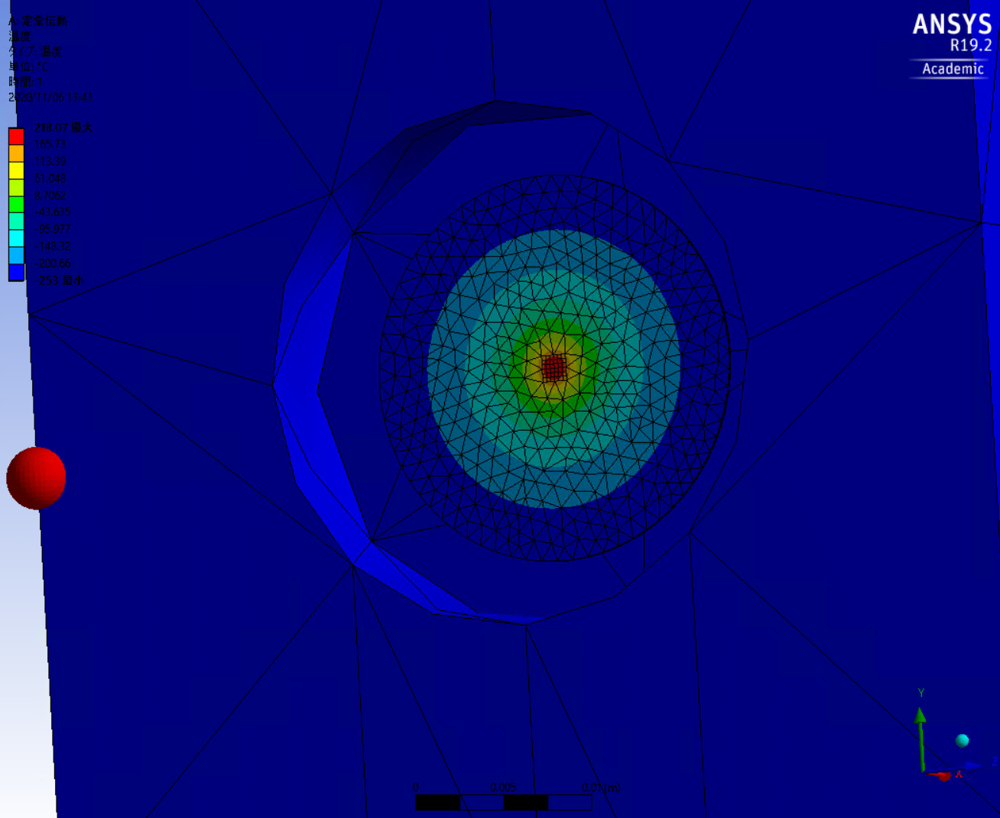 A: 定常伝熱
温度
タイプ: 温度
単位: °C
時間: 1
2020/11/05 13:43
218.07 最大
165.73
113.39
61.048
8.7062
-43.635
-95.977
-148.32
-200.66
-253 最小
ANSYS
R19.2
Academic
Y
Z
X
0
0.005
0.01 (m)